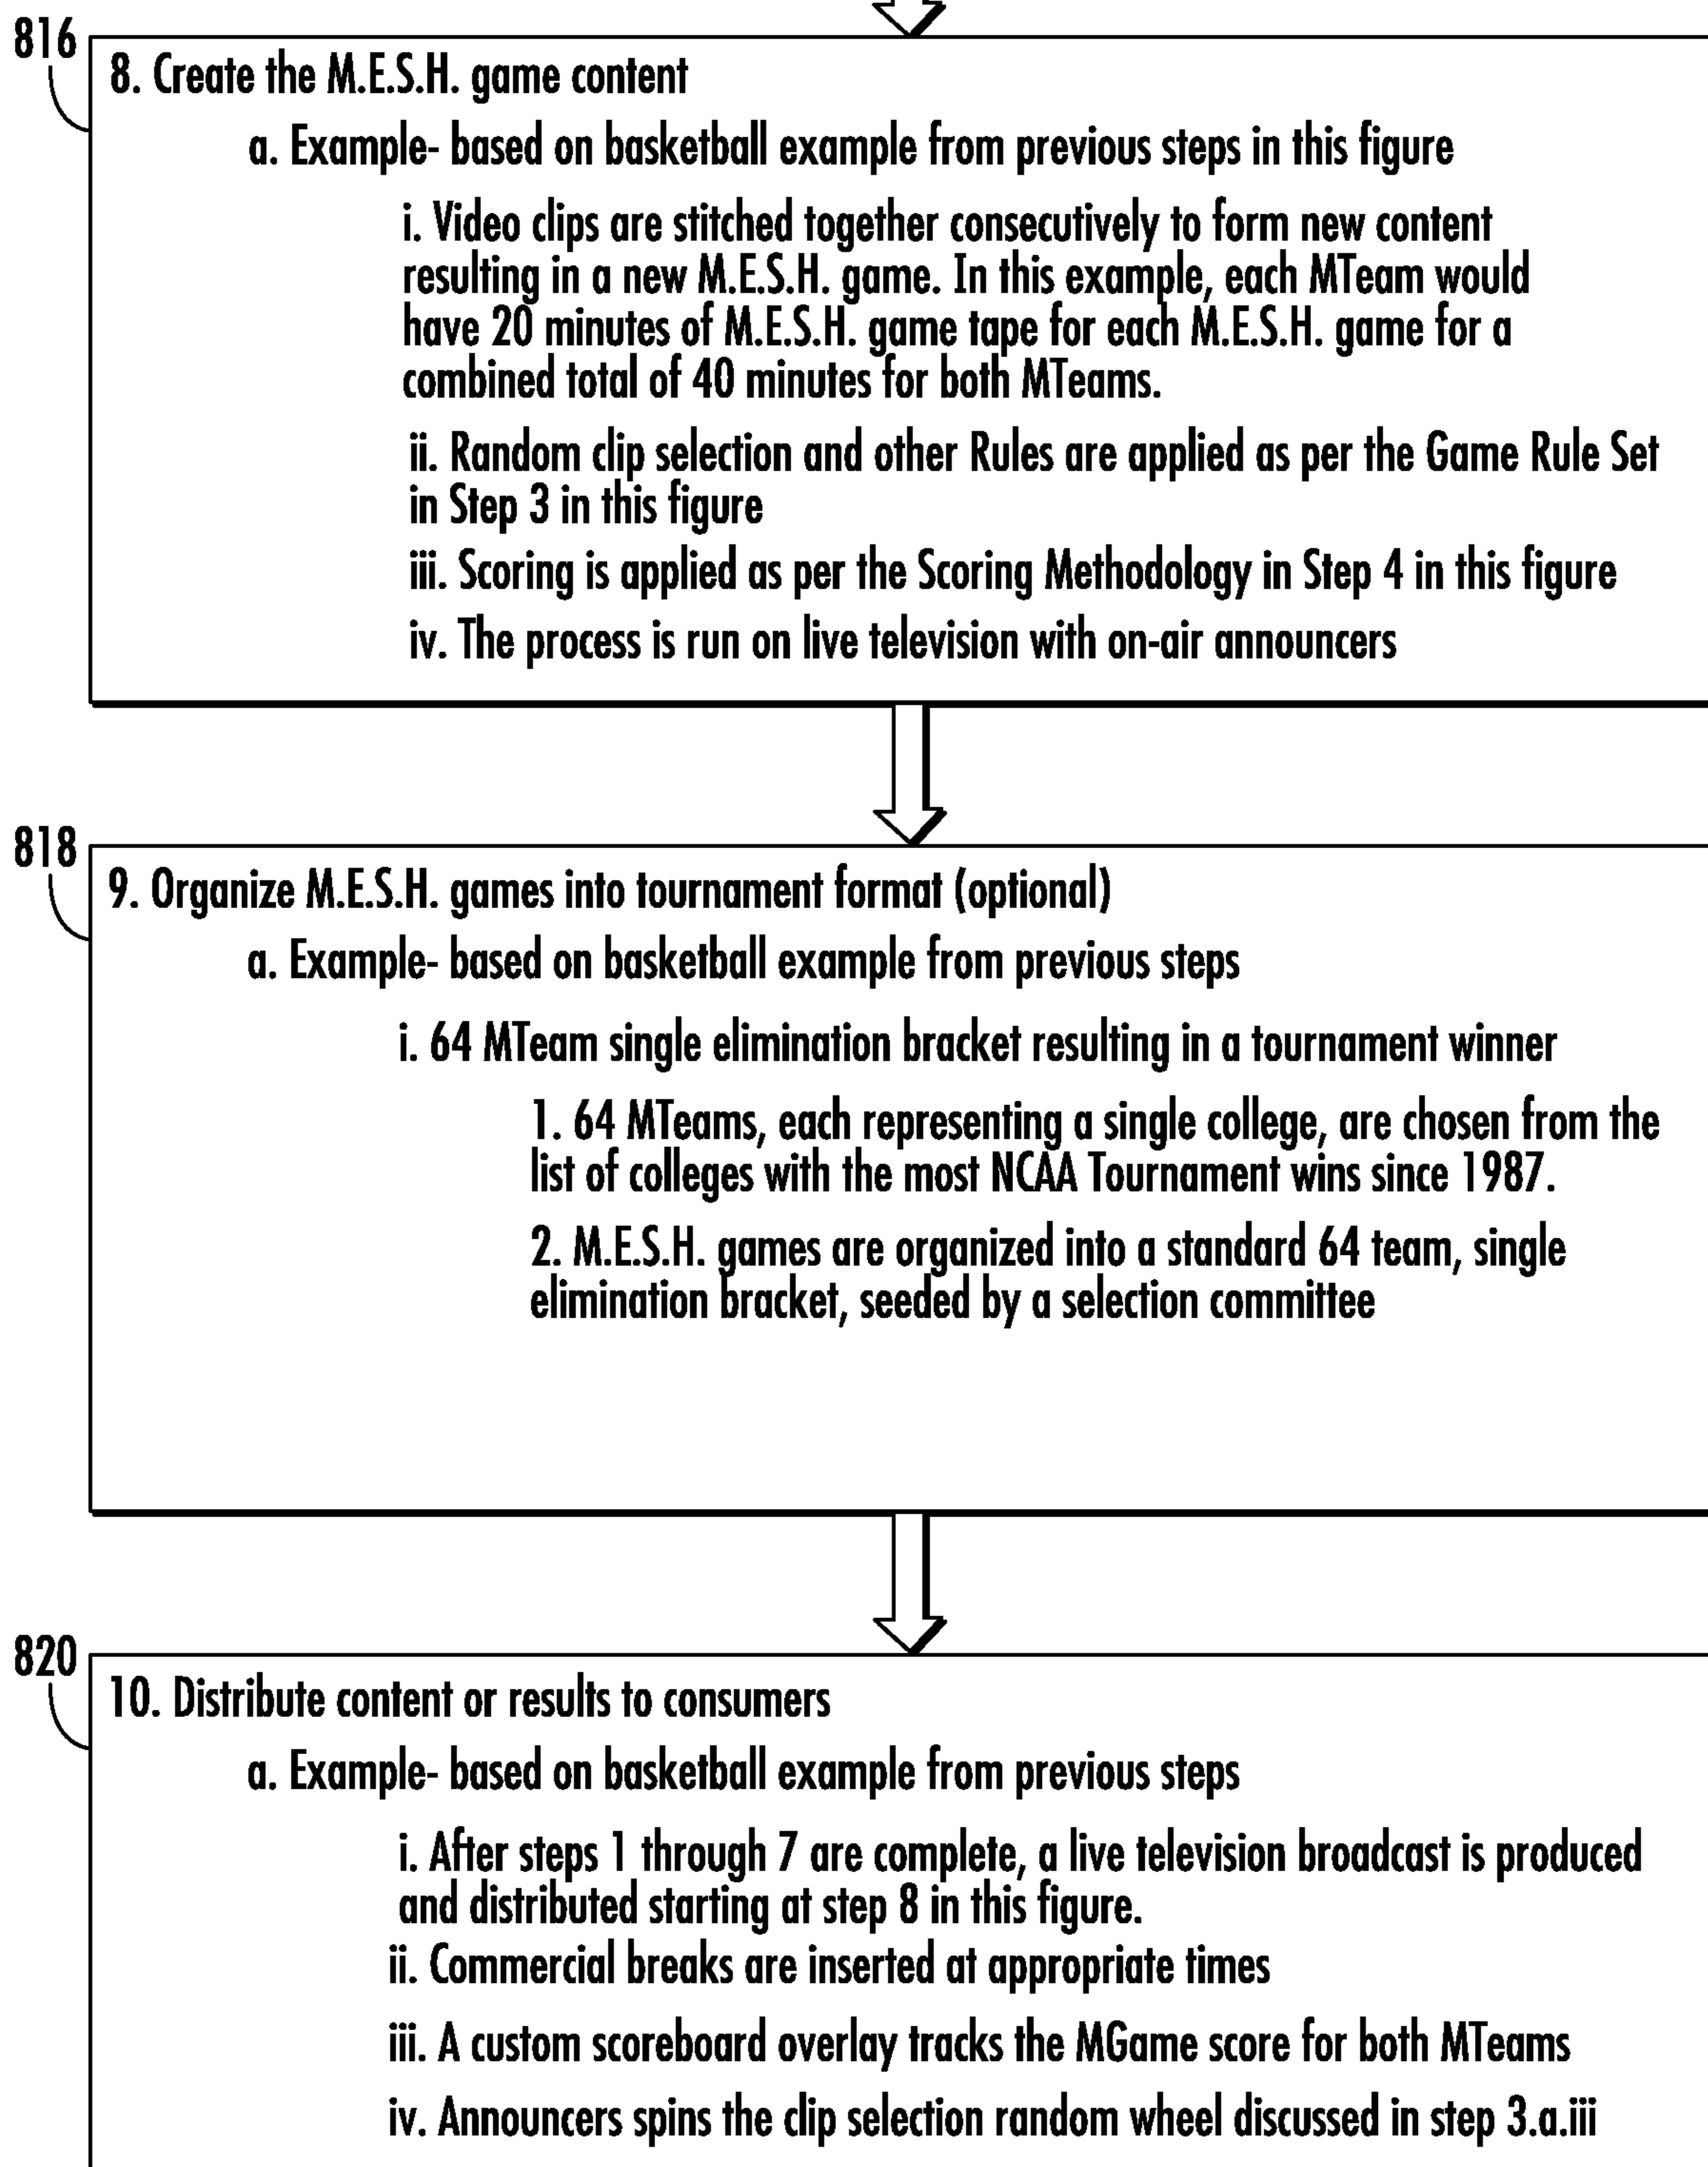 816
8. Create the M.E.S.H. game content
a. Example- based on basketball example from previous steps in this figure
i. Video clips are stitched together consecutively to form new content
resulting in a new M.E.S.H. game. In this example, each MTeam would
have 20 minutes of M.E.S.H. game tape for each M.E.S.H. game for a
combined total of 40 minutes for both MTeams.
ii. Random clip selection and other Rules are applied as per the Game Rule Set
in Step 3 in this figure
iii. Scoring is applied as per the Scoring Methodology in Step 4 in this figure
iv. The process is run on live television with on-air announcers
818
9. Organize M.E.S.H. games into tournament format (optional)
a. Example- based on basketball example from previous steps
i. 64 MTeam single elimination bracket resulting in a tournament winner
1. 64 MTeams, each representing a single college, are chosen from the
list of colleges with the most NCAA Tournament wins since 1987.
2. M.E.S.H. games are organized into a standard 64 team, single
elimination bracket, seeded by a selection committee
820
10. Distribute content or results to consumers
a. Example- based on basketball example from previous steps
i. After steps 1 through 7 are complete, a live television broadcast is produced
and distributed starting at step 8 in this figure.
ii. Commercial breaks are inserted at appropriate times
iii. A custom scoreboard overlay tracks the MGame score for both MTeams
iv. Announcers spins the clip selection random wheel discussed in step 3.a.iii